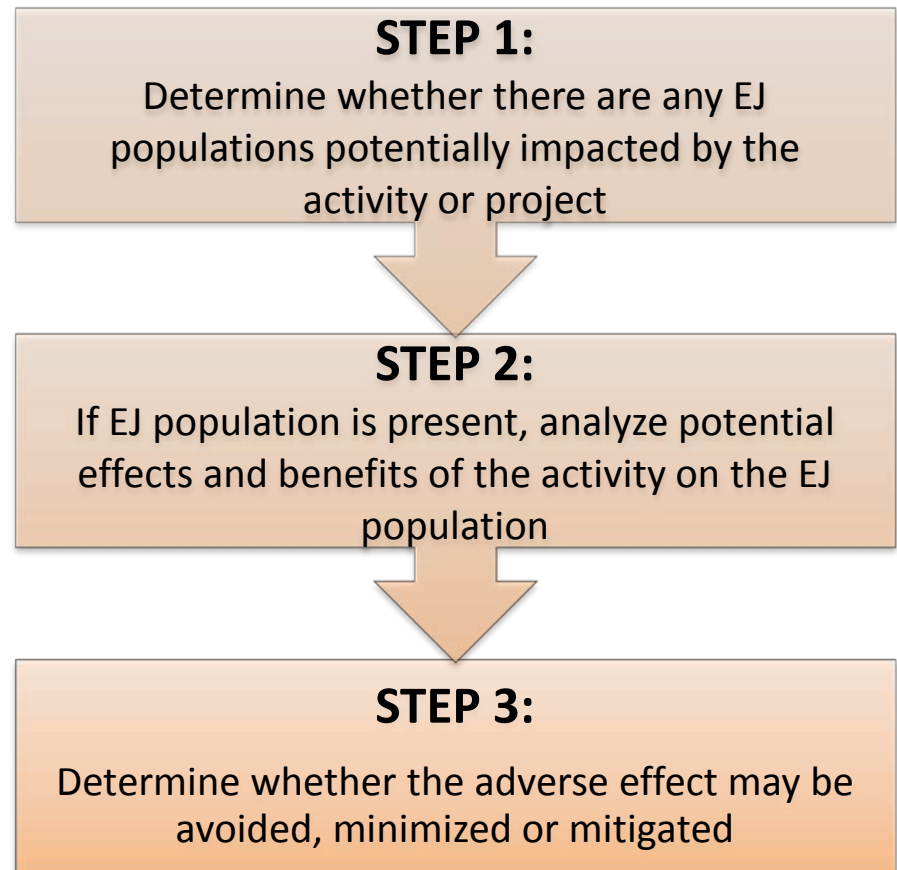 STEP 1:
Determine whether there are any EJ
populations potentially impacted by the
activity or project
STEP 2:
If EJ population is present, analyze potential
effects and benefits of the activity on the EJ
population
STEP 3:
Determine whether the adverse effect may be
avoided, minimized or mitigated